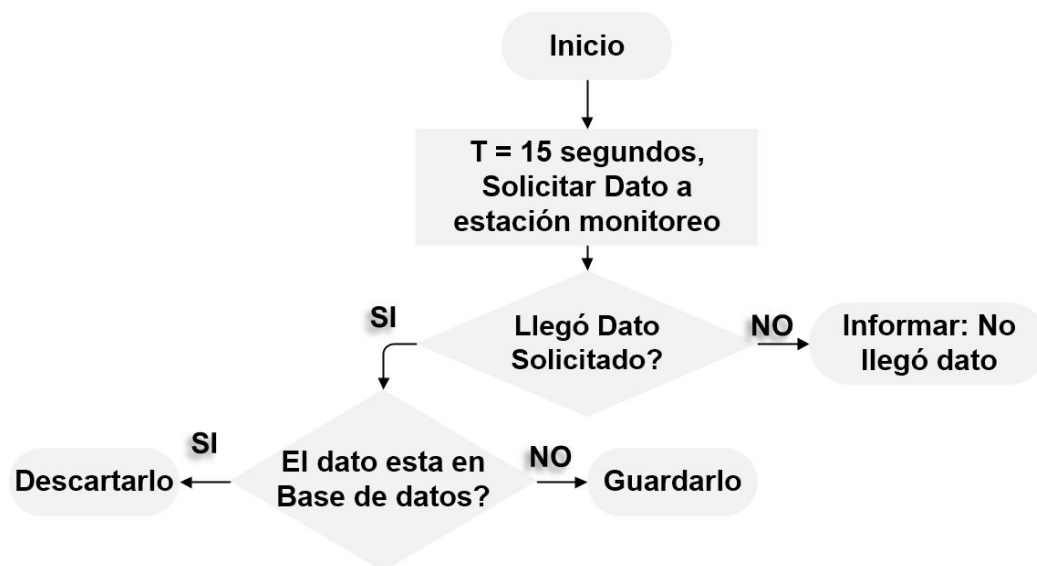 Inicio
T = 15 segundos,
Solicitar Dato a
estación monitoreo
SI
Llegó Dato
Solicitado?
NO
Informar: No
llegó dato
SI
El dato esta en
Base de datos?
NO
Descartarlo
Guardarlo